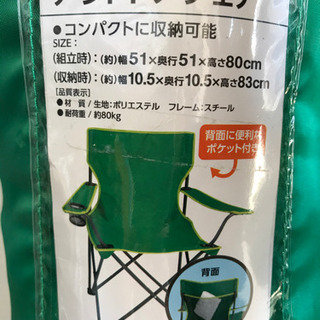 ●コンパクトに収納可能
SIZE：
(組立時)：(約)幅51×奥行51×高さ80cm
(収納時)：(約)幅10.5×奥行10.5×高さ83cm
[品質表示]
●材 質 / 生地：ポリエステル フレーム：スチール
●耐荷重 / 約80kg
背面に便利な
ポケット付き
背面